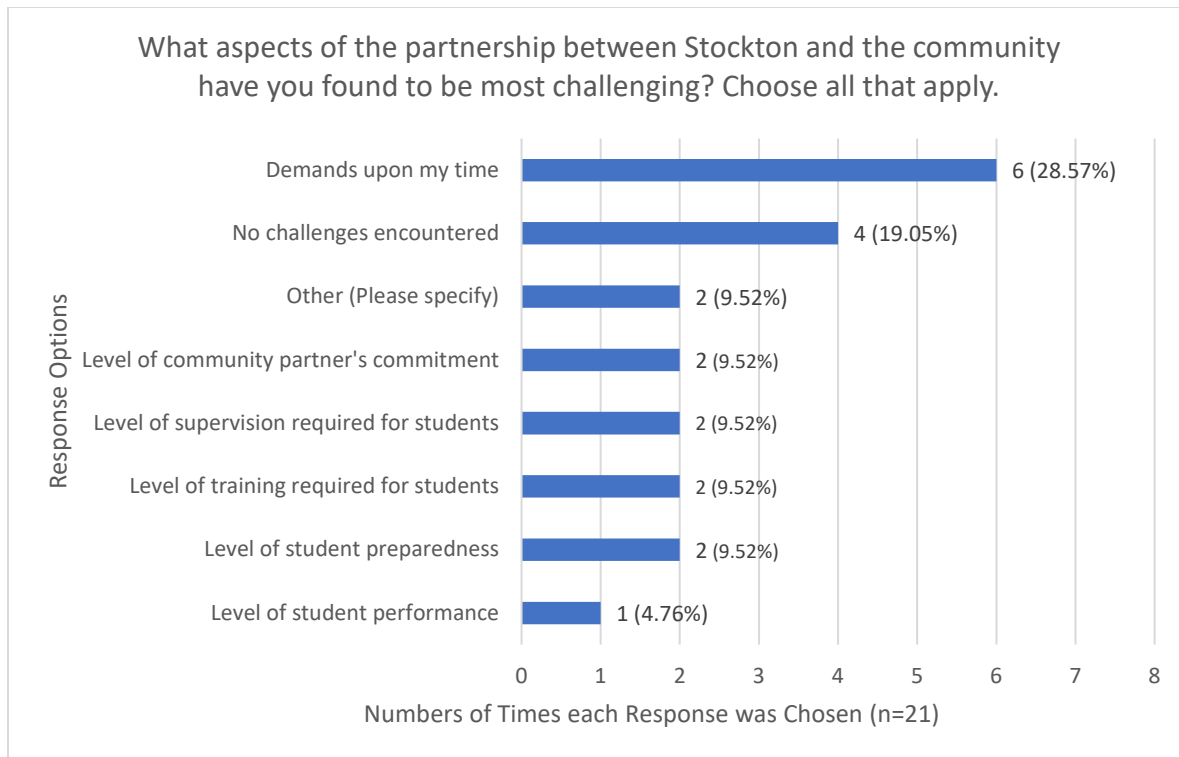 What aspects of the partnership between Stockton and the community
have you found to be most challenging? Choose all that apply.
Response Options
Demands upon my time 6 (28.57%)
No challenges encountered 4 (19.05%)
Other (Please specify) 2 (9.52%)
Level of community partner's commitment 2 (9.52%)
Level of supervision required for students 2 (9.52%)
Level of training required for students 2 (9.52%)
Level of student preparedness 2 (9.52%)
Level of student performance 1 (4.76%)
0 1 2 3 4 5 6 7 8
Numbers of Times each Response was Chosen (n=21)